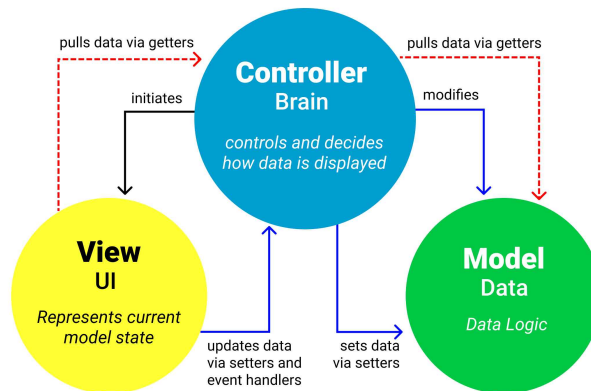 pulls data via getters
pulls data via getters
Controller
Brain
initiates
modifies
controls and decides
how data is displayed
View
UI
Represents current
model state
Model
Data
Data Logic
updates data
via setters and
event handlers
sets data
via setters